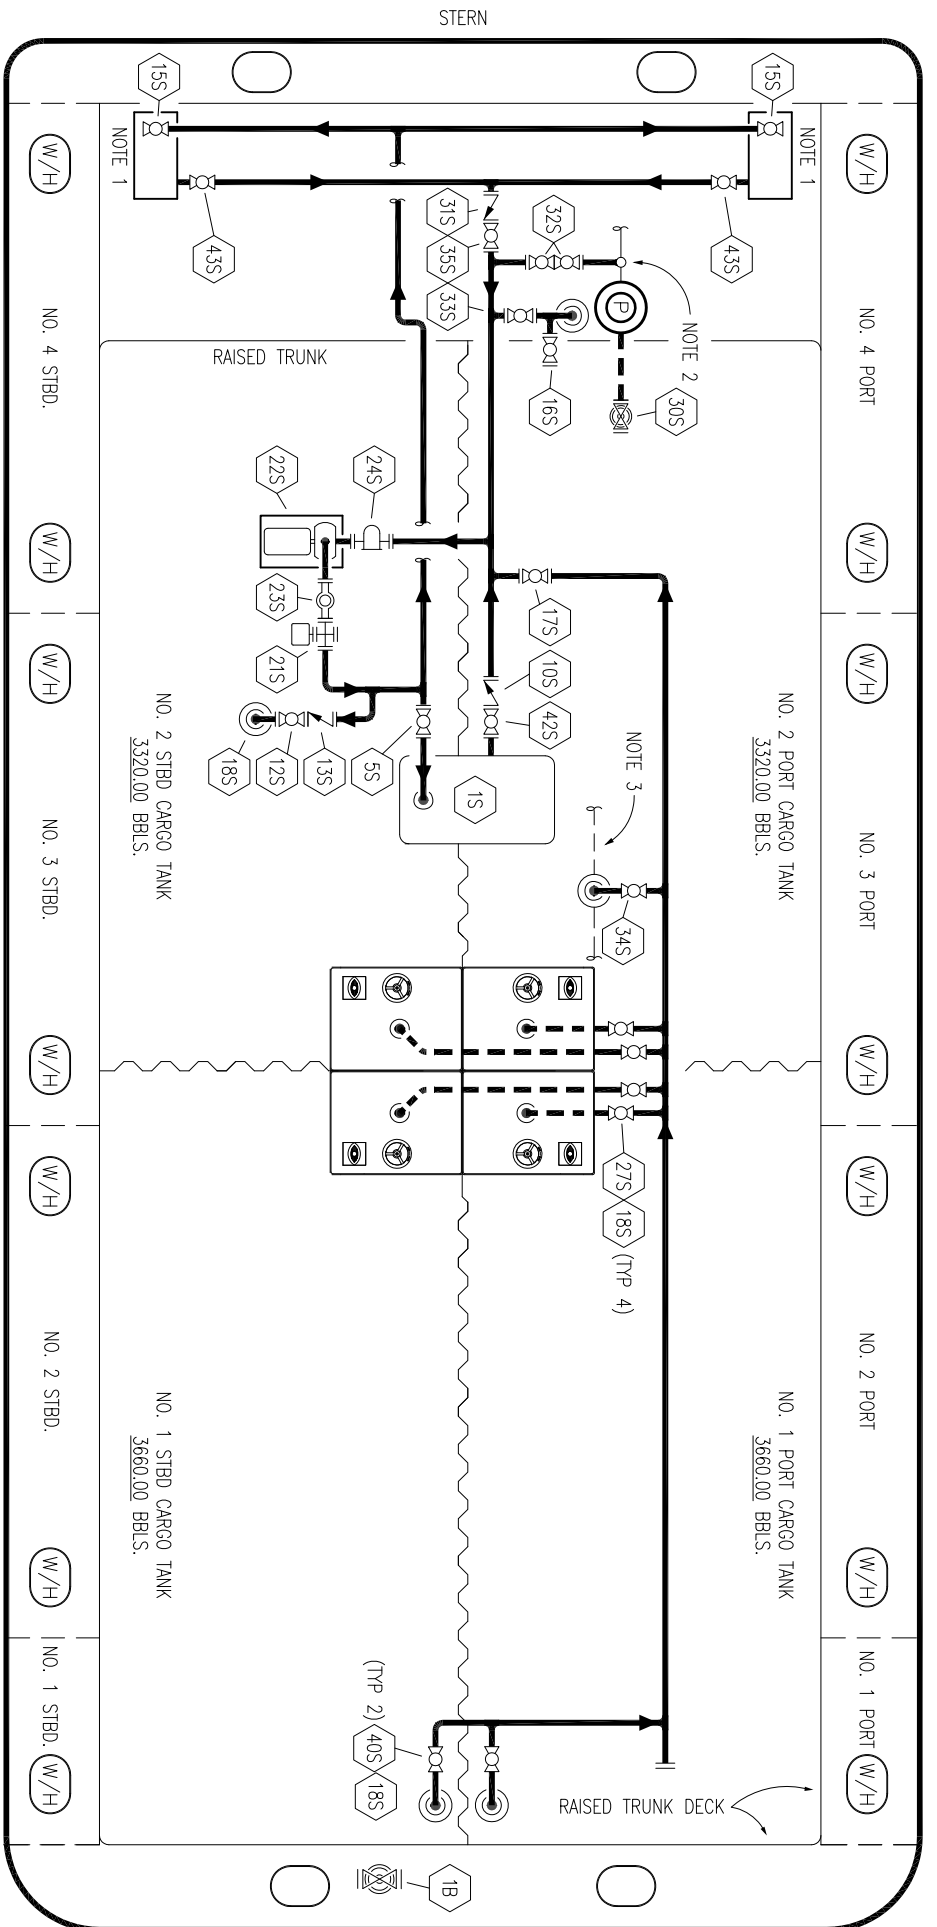 STERN
15S
15S
W/H
NOTE 1
NOTE 1
W/H
31S
32S
43S
35S
43S
33S
P
NOTE 2
NO. 4 STBD.
RAISED TRUNK
NO. 4 PORT
16S
30S
22S
24S
W/H
W/H
23S
17S
21S
10S
W/H
W/H
18S
12S
13S
5S
42S
NO. 2 STBD CARGO TANK
3320.00 BBLS.
NO. 2 PORT CARGO TANK
3320.00 BBLS.
1S
NOTE 3
NO. 3 STBD.
NO. 3 PORT
34S
W/H
W/H
W/H
27S
18S
(TYP 4)
W/H
NO. 2 STBD.
NO. 2 PORT
NO. 1 STBD CARGO TANK
3660.00 BBLS.
NO. 1 PORT CARGO TANK
3660.00 BBLS.
W/H
W/H
NO. 1 STBD.
NO. 1 PORT
(TYP 2)
40S
18S
W/H
RAISED TRUNK DECK
W/H
1B